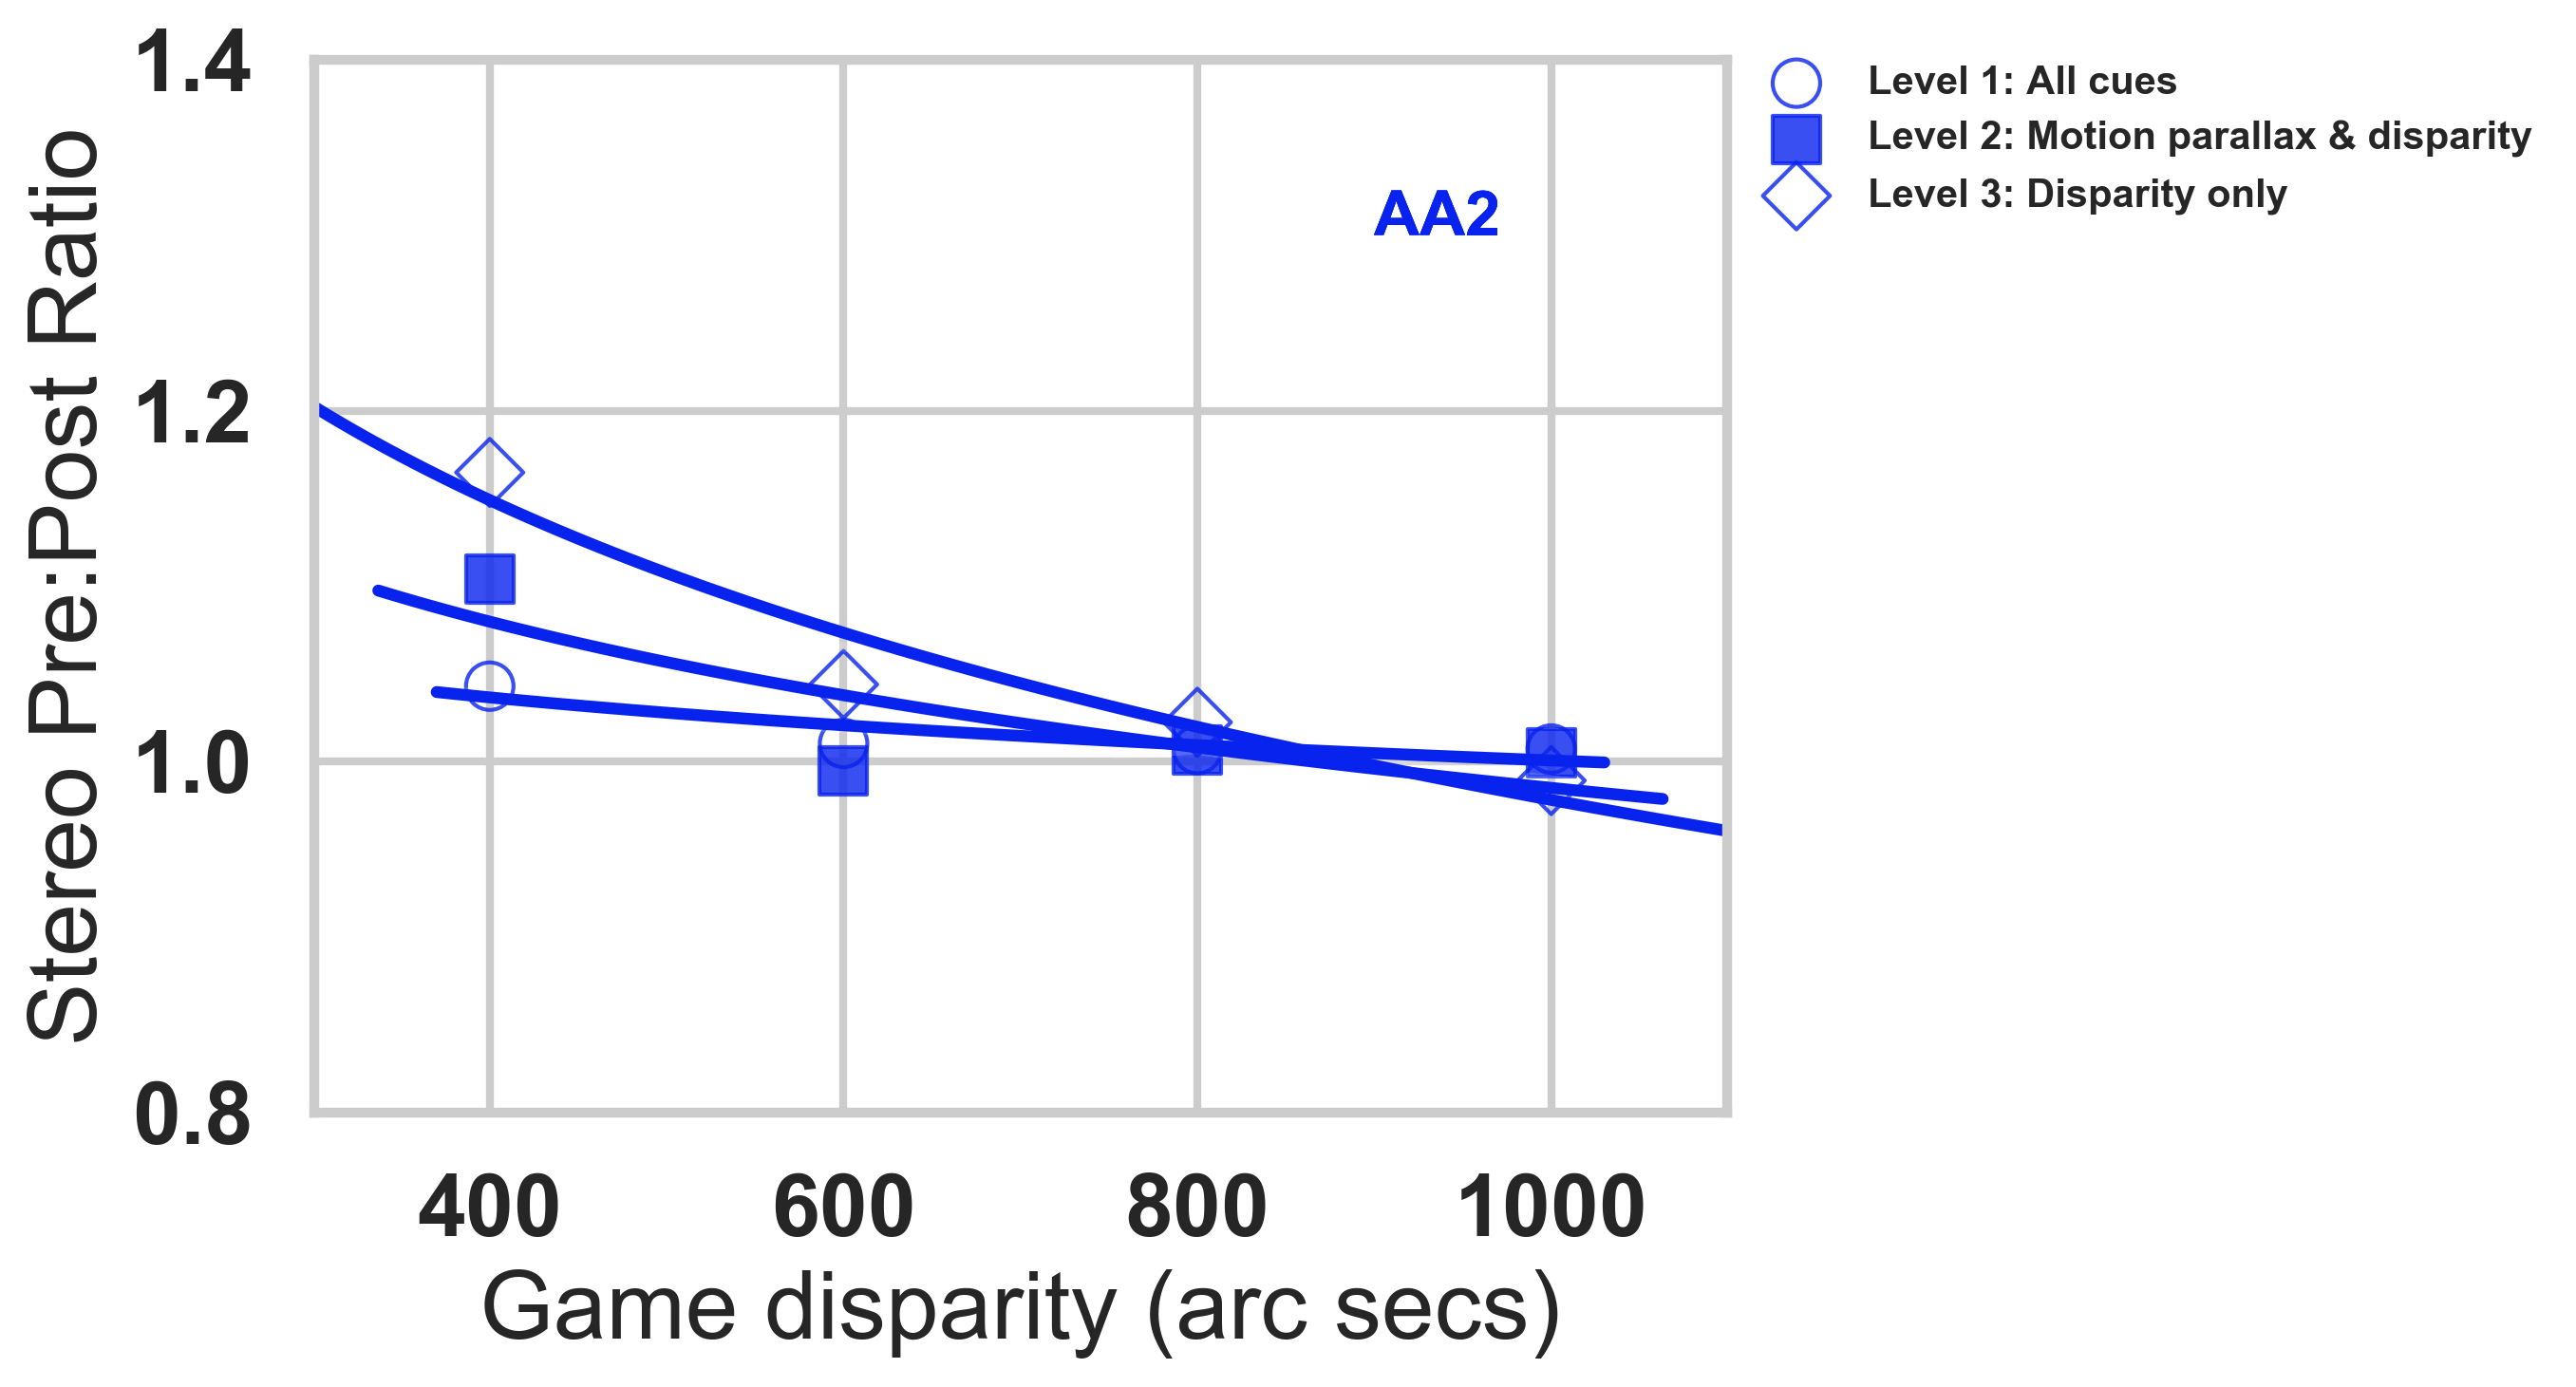 1.4
1.2
1.0
0.8
Stereo Pre:Post Ratio
AA2
Level 1: All cues
Level 2: Motion parallax & disparity
Level 3: Disparity only
400 600 800 1000
Game disparity (arc secs)